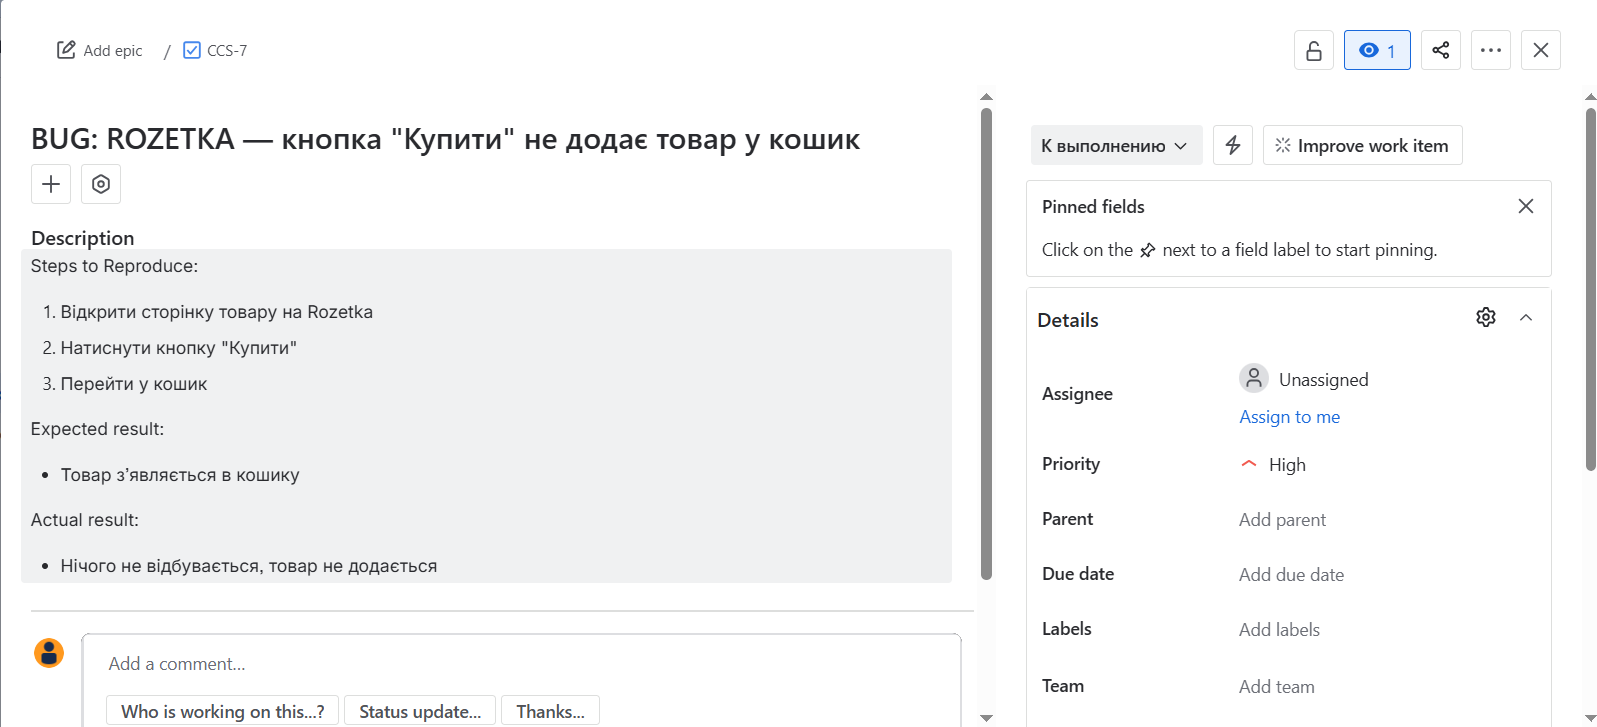 Add epic / CCS-7
1
BUG: ROZETKA — кнопка "Купити" не додає товар у кошик
Description
Steps to Reproduce:
1. Відкрити сторінку товару на Rozetka
2. Натиснути кнопку "Купити"
3. Перейти у кошик
Expected result:
• Товар з’являється в кошику
Actual result:
• Нічого не відбувається, товар не додається
Add a comment...
Who is working on this...?
Status update...
Thanks...
К выполнению
Improve work item
Pinned fields
Click on the next to a field label to start pinning.
Details
Assignee
Unassigned
Assign to me
Priority
High
Parent
Add parent
Due date
Add due date
Labels
Add labels
Team
Add team